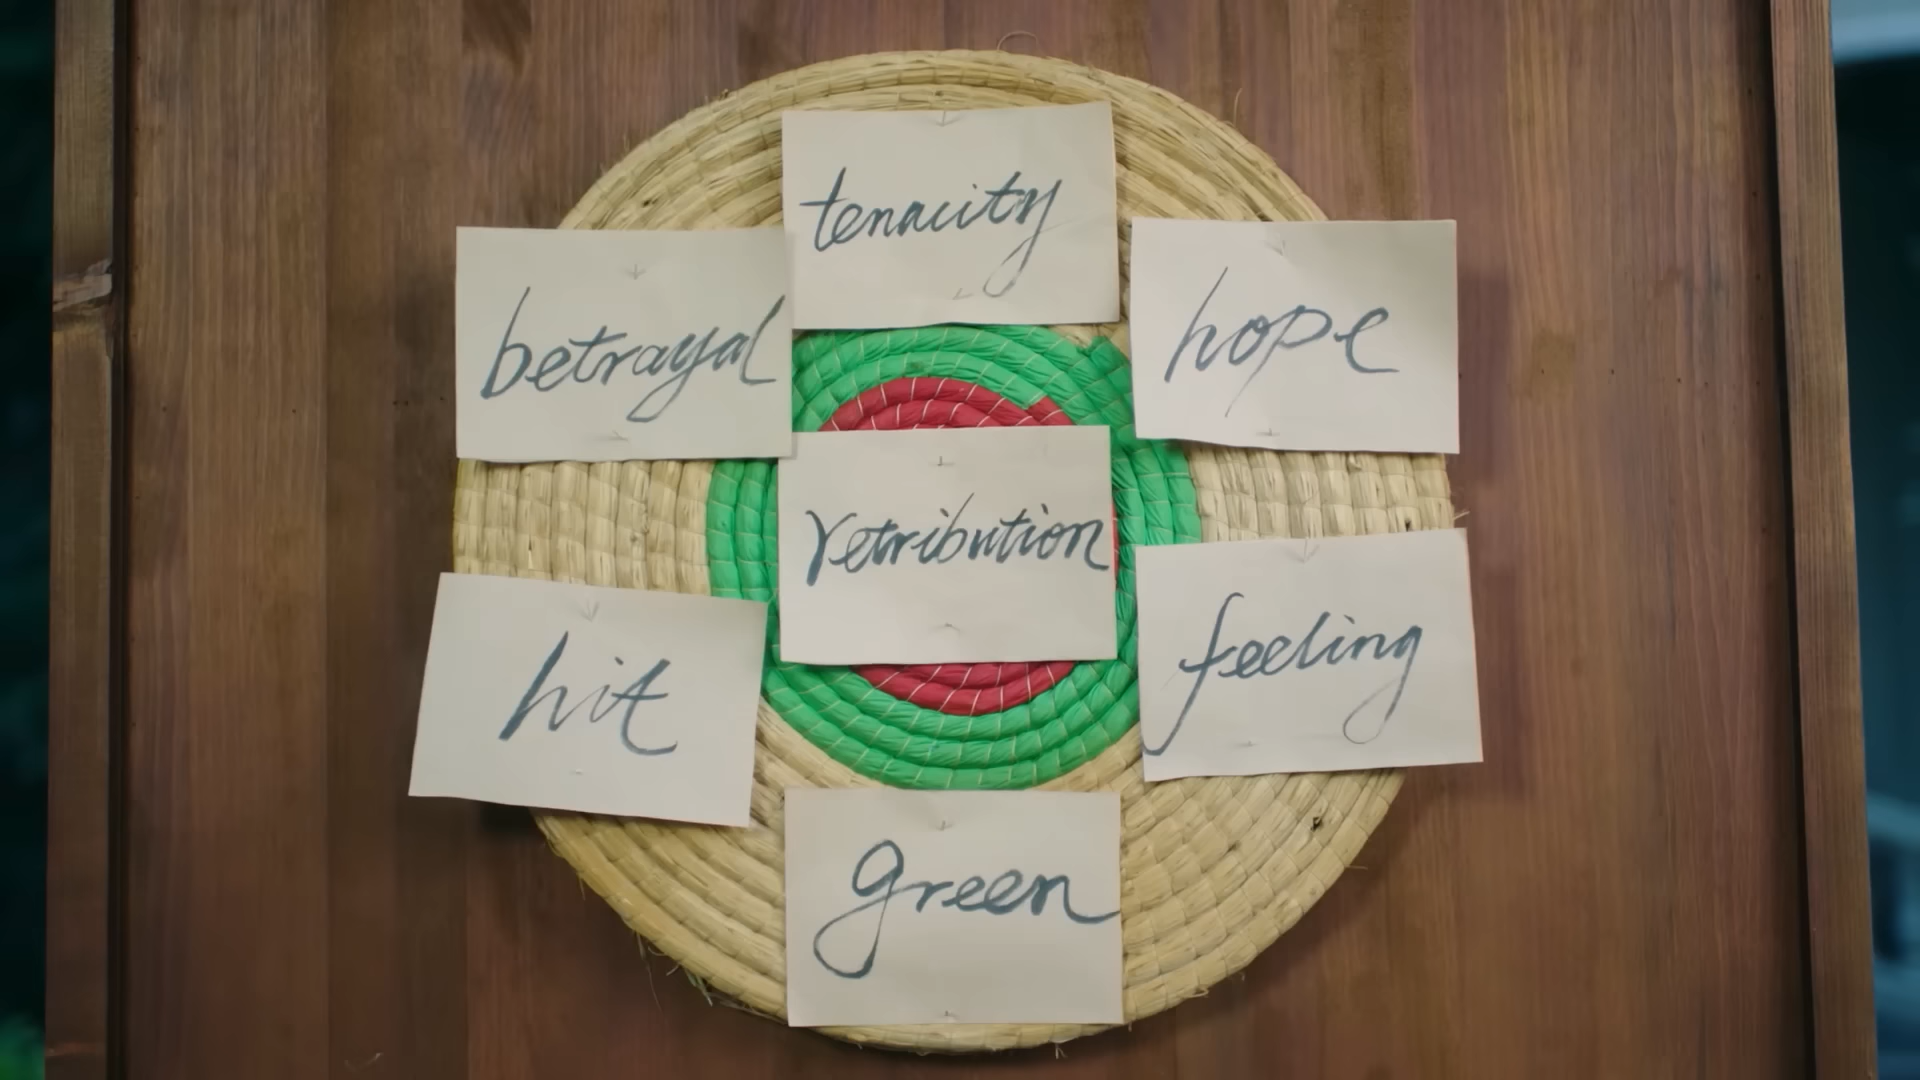 tenacity
betrayal
hope
retribution
hit
feeling
green